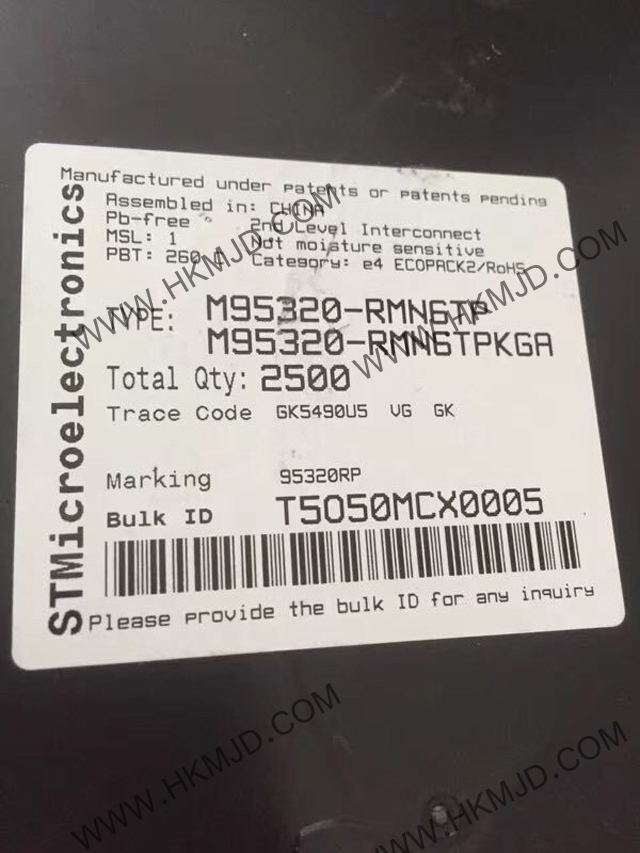 Manufactured under patents or patents pending
Assembled in: CHINA
Pb-free 2nd Level Interconnect
MSL: 1 Not moisture sensitive
PBT: 260 C Category: e4 ECOPACK2/RoHS
TYPE: M95320-RMN6TP
M95320-RMN6TPKGA
Total Qty: 2500
Trace Code GK5490U5 VG GK
Marking 95320RP
Bulk ID T5050MCX0005
Please provide the bulk ID for any inquiry
STMicroelectronics
WWW.HKMJD.COM
WWW.HKMJD.COM
WWW.HKMJD.COM
WWW.HKMJD.COM